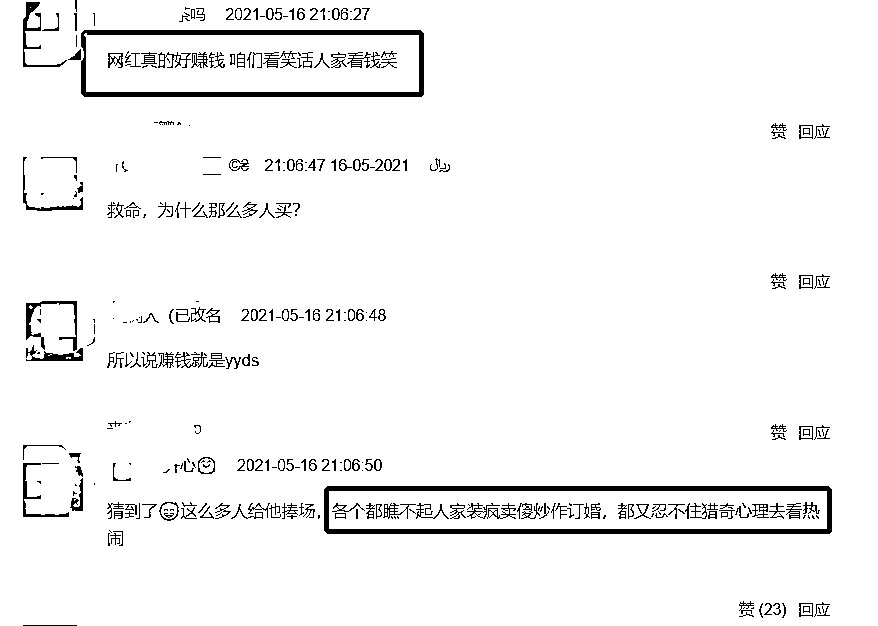 吗 2021-05-16 21:06:27
网红真的好赚钱 咱们看笑话人家看钱笑
赞 回应
©ਣ 21:06:47 16-05-2021 ﷼
救命，为什么那么多人买？
赞 回应
人（已改名 2021-05-16 21:06:48
所以说赚钱就是yyds
赞 回应
心 2021-05-16 21:06:50
猜到了😄这么多人给他捧场，各个都瞧不起人家装疯卖傻炒作订婚，都又忍不住猎奇心理去看热
闹
赞 (23) 回应